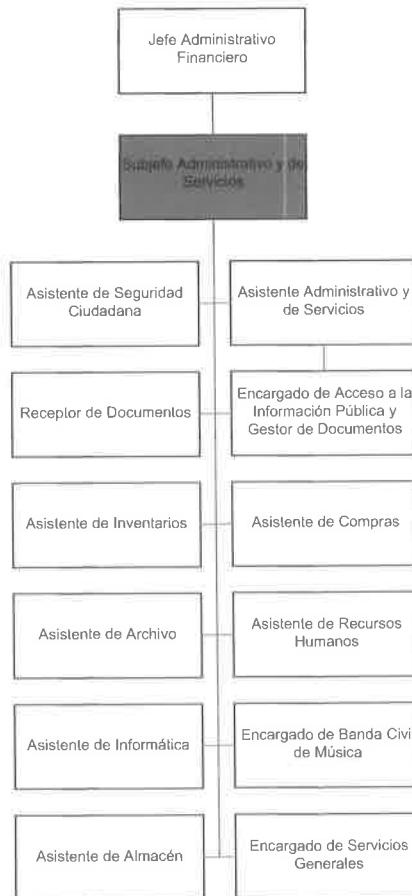 Jefe Administrativo
Financiero
Subjefe Administrativo y de
Servicios
Asistente de Seguridad
Ciudadana
Asistente Administrativo y
de Servicios
Receptor de Documentos
Encargado de Acceso a la
Información Pública y
Gestor de Documentos
Asistente de Inventarios
Asistente de Compras
Asistente de Archivo
Asistente de Recursos
Humanos
Asistente de Informática
Encargado de Banda Civi
de Música
Asistente de Almacén
Encargado de Servicios
Generales